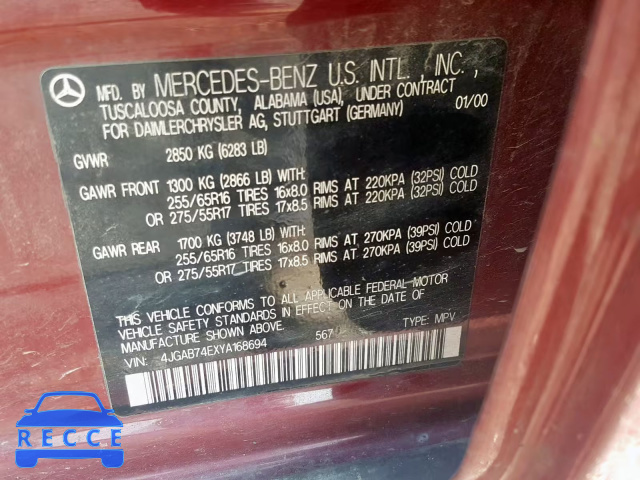 MFD. BY MERCEDES-BENZ U.S. INTL., INC.,
TUSCALOOSA COUNTY, ALABAMA (USA), UNDER CONTRACT
FOR DAIMLERCHRYSLER AG, STUTTGART (GERMANY) 01/00
GVWR 2850 KG (6283 LB)
GAWR FRONT 1300 KG (2866 LB) WITH:
255/65R16 TIRES 16x8.0 RIMS AT 220KPA (32PSI) COLD
OR 275/55R17 TIRES 17x8.5 RIMS AT 220KPA (32PSI) COLD
GAWR REAR 1700 KG (3748 LB) WITH:
255/65R16 TIRES 16x8.0 RIMS AT 270KPA (39PSI) COLD
OR 275/55R17 TIRES 17x8.5 RIMS AT 270KPA (39PSI) COLD
THIS VEHICLE CONFORMS TO ALL APPLICABLE FEDERAL MOTOR
VEHICLE SAFETY STANDARDS IN EFFECT ON THE DATE OF
MANUFACTURE SHOWN ABOVE.
VIN: 4JGAB74EXYA168694 567 TYPE: MPV
RECCE